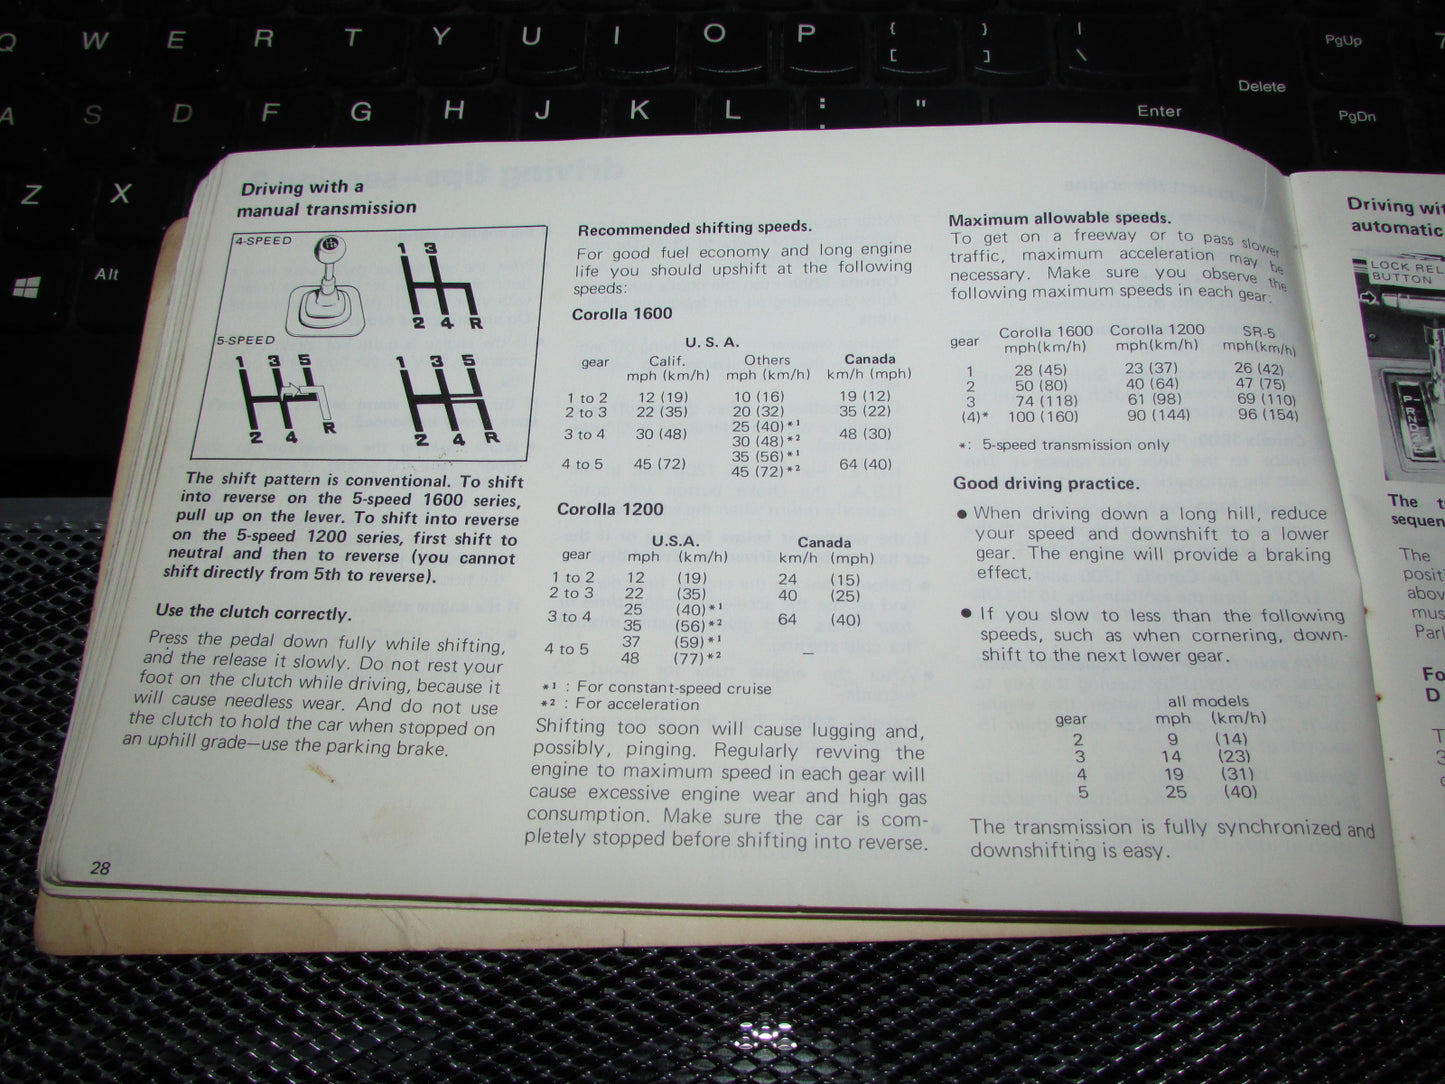 Q W E R T Y U I O P { [ } ] | \ PgUp 7
A S D F G H J K L : " Enter Delete PgDn
Z X
Alt
Driving with a
manual transmission
4-SPEED
1 3
2 4 R
5-SPEED
1 3 5
2 4 R
1 3 5
2 4 R
The shift pattern is conventional. To shift
into reverse on the 5-speed 1600 series,
pull up on the lever. To shift into reverse
on the 5-speed 1200 series, first shift to
neutral and then to reverse (you cannot
shift directly from 5th to reverse).
Use the clutch correctly.
Press the pedal down fully while shifting,
and the release it slowly. Do not rest your
foot on the clutch while driving, because it
will cause needless wear. And do not use
the clutch to hold the car when stopped on
an uphill grade—use the parking brake.
28
Recommended shifting speeds.
For good fuel economy and long engine
life you should upshift at the following
speeds:
Corolla 1600
U. S. A.
gear Calif. Others Canada
mph (km/h) mph (km/h) km/h (mph)
1 to 2 12 (19) 10 (16) 19 (12)
2 to 3 22 (35) 20 (32) 35 (22)
25 (40)*1
3 to 4 30 (48) 48 (30)
30 (48)*2
35 (56)*1
4 to 5 45 (72) 64 (40)
45 (72)*2
Corolla 1200
U.S.A. Canada
gear mph (km/h) km/h (mph)
1 to 2 12 (19) 24 (15)
2 to 3 22 (35) 40 (25)
25 (40)*1
3 to 4 64 (40)
35 (56)*2
37 (59)*1
4 to 5 —
48 (77)*2
*1 : For constant-speed cruise
*2 : For acceleration
Shifting too soon will cause lugging and,
possibly, pinging. Regularly revving the
engine to maximum speed in each gear will
cause excessive engine wear and high gas
consumption. Make sure the car is com-
pletely stopped before shifting into reverse.
Maximum allowable speeds.
To get on a freeway or to pass slower
traffic, maximum acceleration may be
necessary. Make sure you observe the
following maximum speeds in each gear:
gear Corolla 1600 Corolla 1200 SR-5
mph(km/h) mph(km/h) mph(km/h)
1 28 (45) 23 (37) 26 (42)
2 50 (80) 40 (64) 47 (75)
3 74 (118) 61 (98) 69 (110)
(4)* 100 (160) 90 (144) 96 (154)
*: 5-speed transmission only
Good driving practice.
● When driving down a long hill, reduce
your speed and downshift to a lower
gear. The engine will provide a braking
effect.
● If you slow to less than the following
speeds, such as when cornering, down-
shift to the next lower gear.
all models
gear mph (km/h)
2 9 (14)
3 14 (23)
4 19 (31)
5 25 (40)
The transmission is fully synchronized and
downshifting is easy.
Driving wit
automatic
LOCK REL
BUTTON
P R N D
The t
sequen
The
positi
abov
mus
Park
Fo
D
T
3